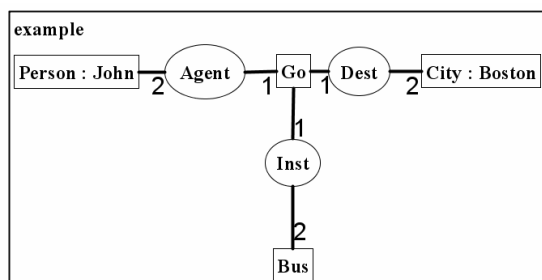 example
Person : John
2
Agent
1
Go
1
Dest
2
City : Boston
1
Inst
2
Bus